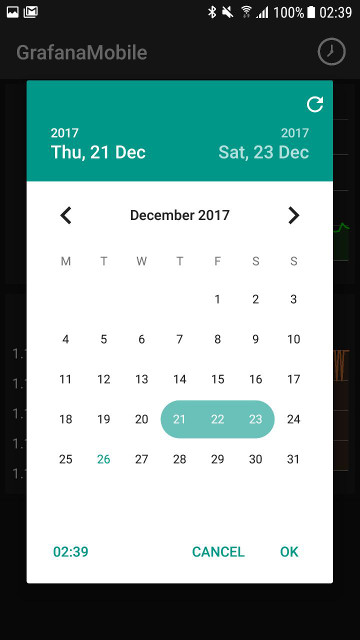 100% 02:39
GrafanaMobile
2017 2017
Thu, 21 Dec Sat, 23 Dec
December 2017
M T W T F S S
1 2 3
4 5 6 7 8 9 10
11 12 13 14 15 16 17
18 19 20 21 22 23 24
25 26 27 28 29 30 31
02:39 CANCEL OK